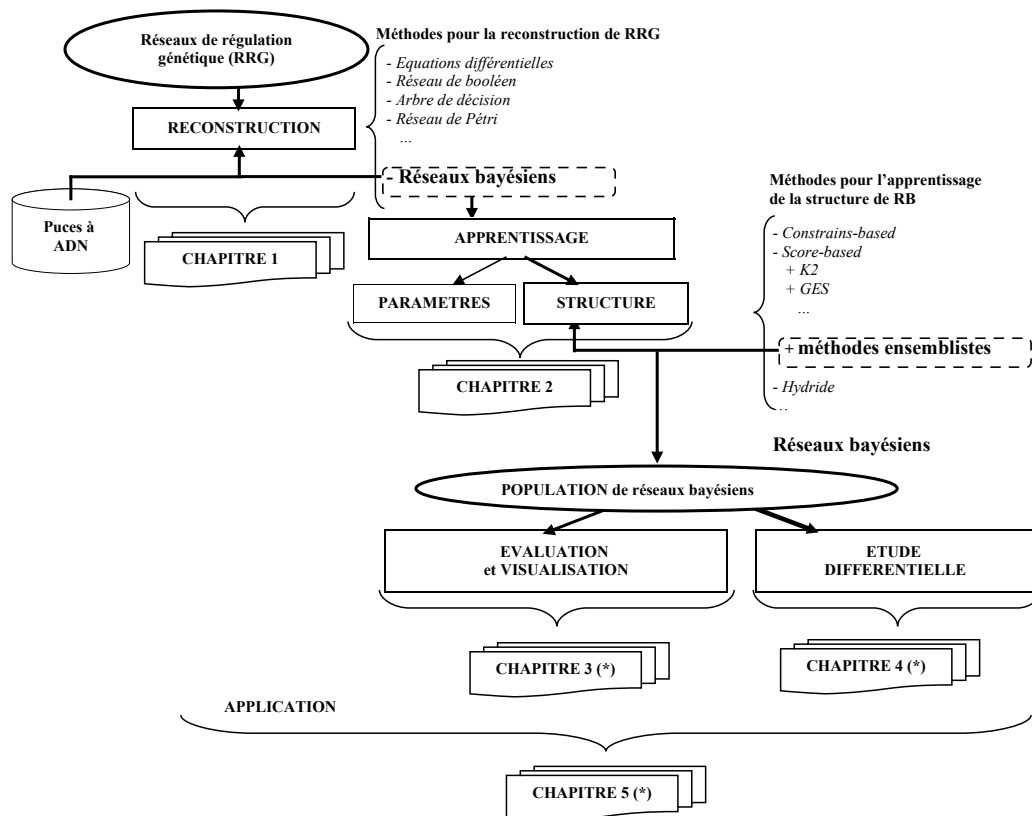 Réseaux de régulation
génétique (RRG)
Méthodes pour la reconstruction de RRG
- Equations différentielles
- Réseau de booléen
- Arbre de décision
- Réseau de Pétri
...
RECONSTRUCTION
- Réseaux bayésiens
Puces à
ADN
CHAPITRE 1
APPRENTISSAGE
PARAMETRES
STRUCTURE
CHAPITRE 2
Méthodes pour l'apprentissage
de la structure de RB
- Constrains-based
- Score-based
+ K2
+ GES
...
+ méthodes ensemblistes
- Hydride
...
Réseaux bayésiens
POPULATION de réseaux bayésiens
EVALUATION
et VISUALISATION
ETUDE
DIFFERENTIELLE
CHAPITRE 3 (*)
CHAPITRE 4 (*)
APPLICATION
CHAPITRE 5 (*)